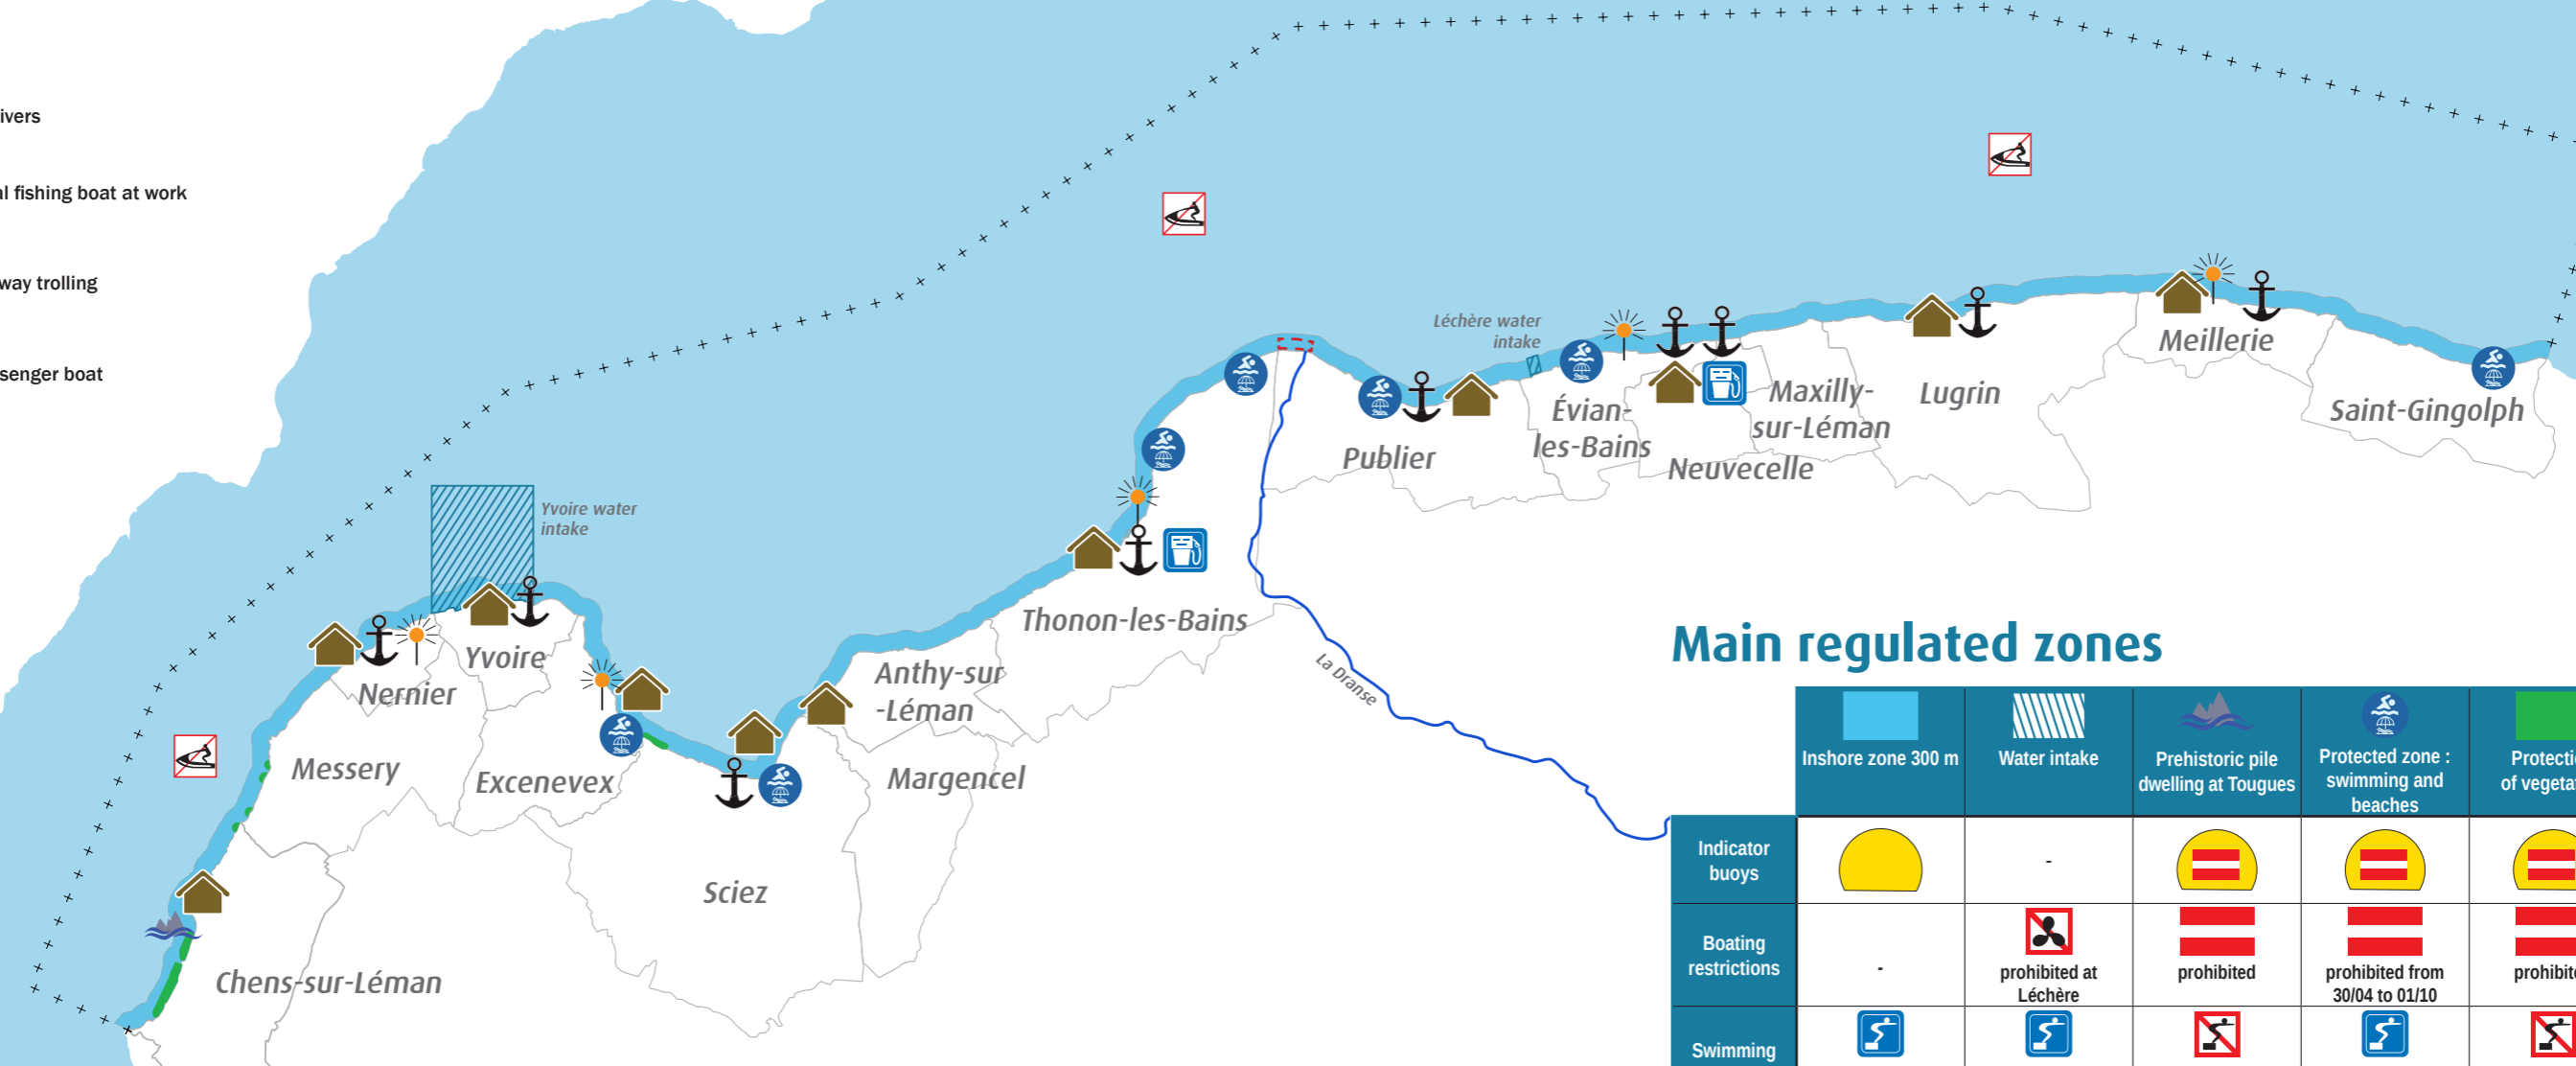 ivers
al fishing boat at work
way trolling
senger boat
Léchère water
intake
Yvoire water
intake
Meillerie
Lugrin
Saint-Gingolph
Maxilly-
sur-Léman
Évian-
les-Bains
Neuvecelle
Publier
Thonon-les-Bains
La Dranse
Anthy-sur
-Léman
Margencel
Yvoire
Nernier
Messery
Excenevex
Sciez
Chens-sur-Léman
Main regulated zones
Inshore zone 300 m
Water intake
Prehistoric pile
dwelling at Tougues
Protected zone :
swimming and
beaches
Protecti
of vegeta
Indicator
buoys
-
Boating
restrictions
-
prohibited at
Léchère
prohibited
prohibited from
30/04 to 01/10
prohibit
Swimming